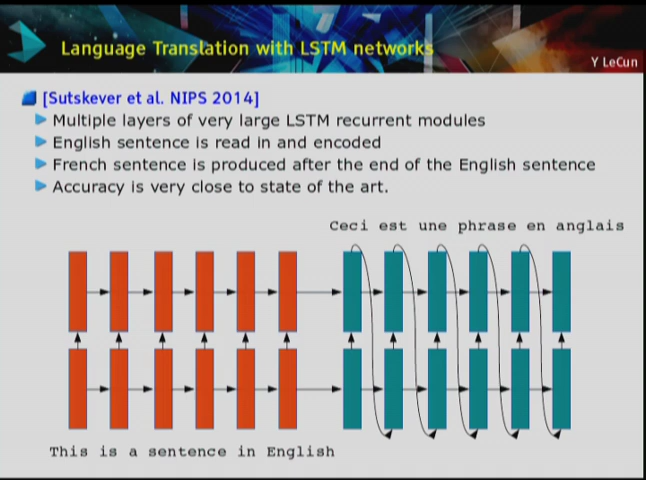 Language Translation with LSTM networks
Y LeCun
[Sutskever et al. NIPS 2014]
Multiple layers of very large LSTM recurrent modules
English sentence is read in and encoded
French sentence is produced after the end of the English sentence
Accuracy is very close to state of the art.
Ceci est une phrase en anglais
This is a sentence in English